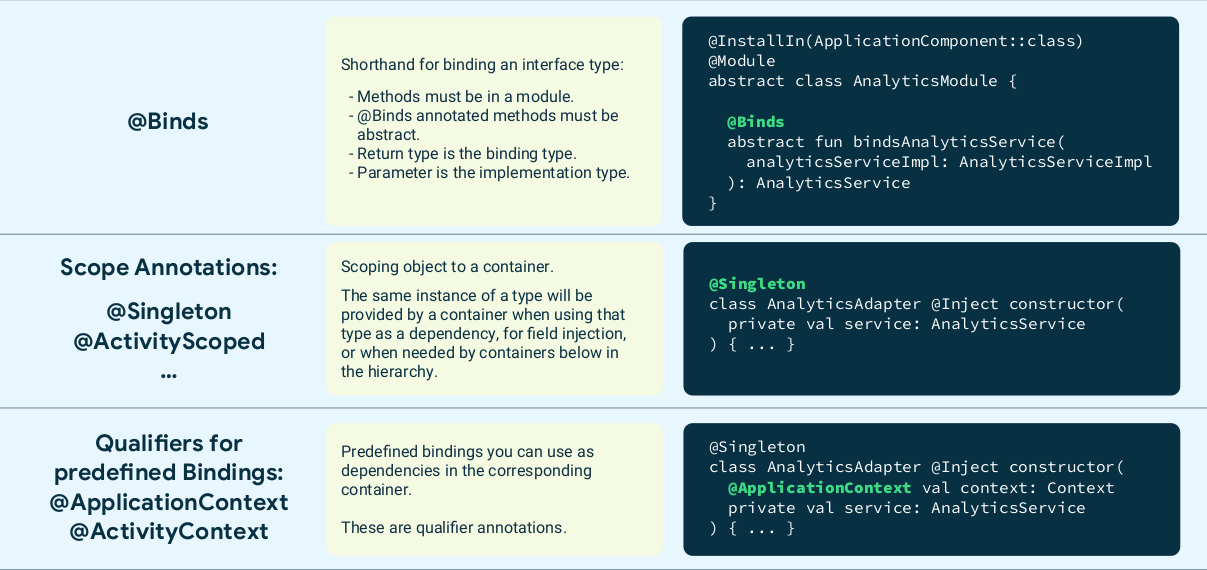 @Binds
Shorthand for binding an interface type:
- Methods must be in a module.
- @Binds annotated methods must be
abstract.
- Return type is the binding type.
- Parameter is the implementation type.
@InstallIn(ApplicationComponent::class)
@Module
abstract class AnalyticsModule {
@Binds
abstract fun bindsAnalyticsService(
analyticsServiceImpl: AnalyticsServiceImpl
): AnalyticsService
}
Scope Annotations:
@Singleton
@ActivityScoped
...
Scoping object to a container.
The same instance of a type will be
provided by a container when using that
type as a dependency, for field injection,
or when needed by containers below in
the hierarchy.
@Singleton
class AnalyticsAdapter @Inject constructor(
private val service: AnalyticsService
) { ... }
Qualifiers for
predefined Bindings:
@ApplicationContext
@ActivityContext
Predefined bindings you can use as
dependencies in the corresponding
container.
These are qualifier annotations.
@Singleton
class AnalyticsAdapter @Inject constructor(
@ApplicationContext val context: Context
private val service: AnalyticsService
) { ... }